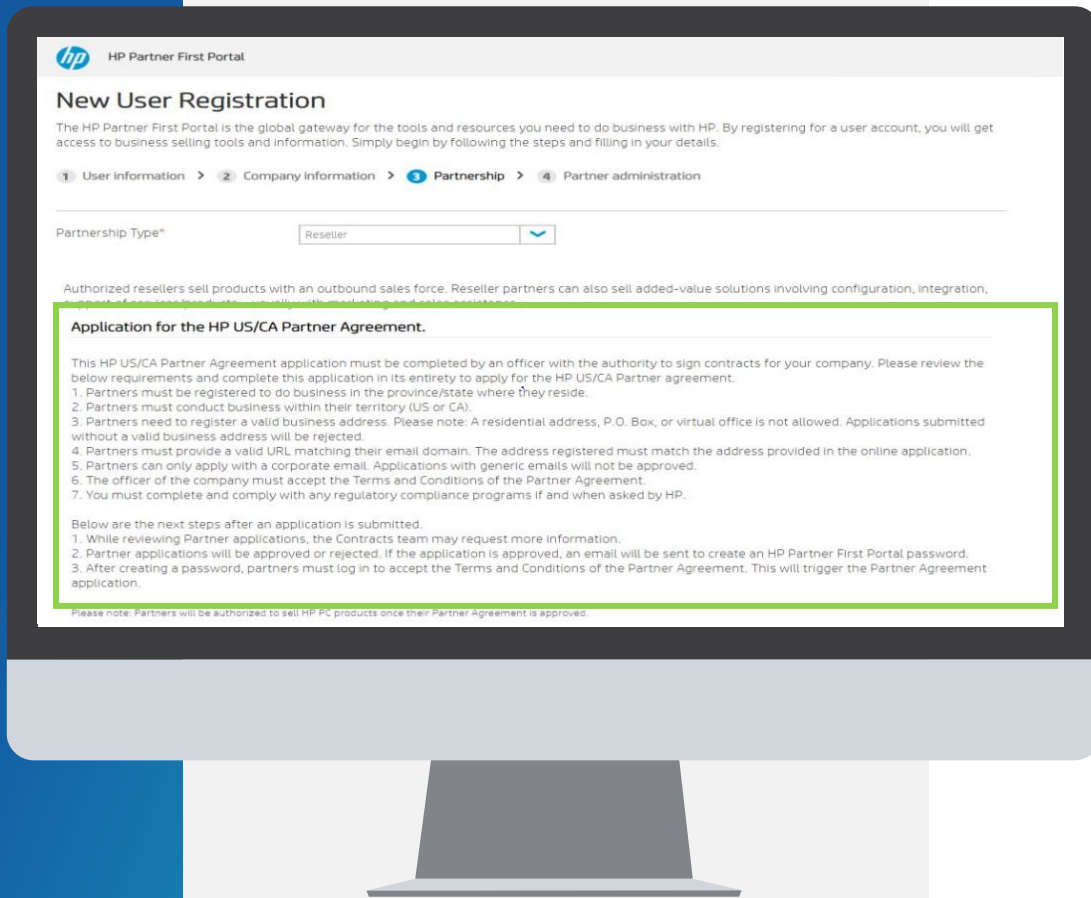 hp HP Partner First Portal
New User Registration
The HP Partner First Portal is the global gateway for the tools and resources you need to do business with HP. By registering for a user account, you will get
access to business selling tools and information. Simply begin by following the steps and filling in your details.
1 User information > 2 Company information > 3 Partnership > 4 Partner administration
Partnership Type* Reseller
Authorized resellers sell products with an outbound sales force. Reseller partners can also sell added-value solutions involving configuration, integration,
Application for the HP US/CA Partner Agreement.
This HP US/CA Partner Agreement application must be completed by an officer with the authority to sign contracts for your company. Please review the
below requirements and complete this application in its entirety to apply for the HP US/CA Partner agreement.
1. Partners must be registered to do business in the province/state where they reside.
2. Partners must conduct business within their territory (US or CA).
3. Partners need to register a valid business address. Please note: A residential address, P.O. Box, or virtual office is not allowed. Applications submitted
without a valid business address will be rejected.
4. Partners must provide a valid URL matching their email domain. The address registered must match the address provided in the online application.
5. Partners can only apply with a corporate email. Applications with generic emails will not be approved.
6. The officer of the company must accept the Terms and Conditions of the Partner Agreement.
7. You must complete and comply with any regulatory compliance programs if and when asked by HP.
Below are the next steps after an application is submitted.
1. While reviewing Partner applications, the Contracts team may request more information.
2. Partner applications will be approved or rejected. If the application is approved, an email will be sent to create an HP Partner First Portal password.
3. After creating a password, partners must log in to accept the Terms and Conditions of the Partner Agreement. This will trigger the Partner Agreement
application.
Please note: Partners will be authorized to sell HP PC products once their Partner Agreement is approved.